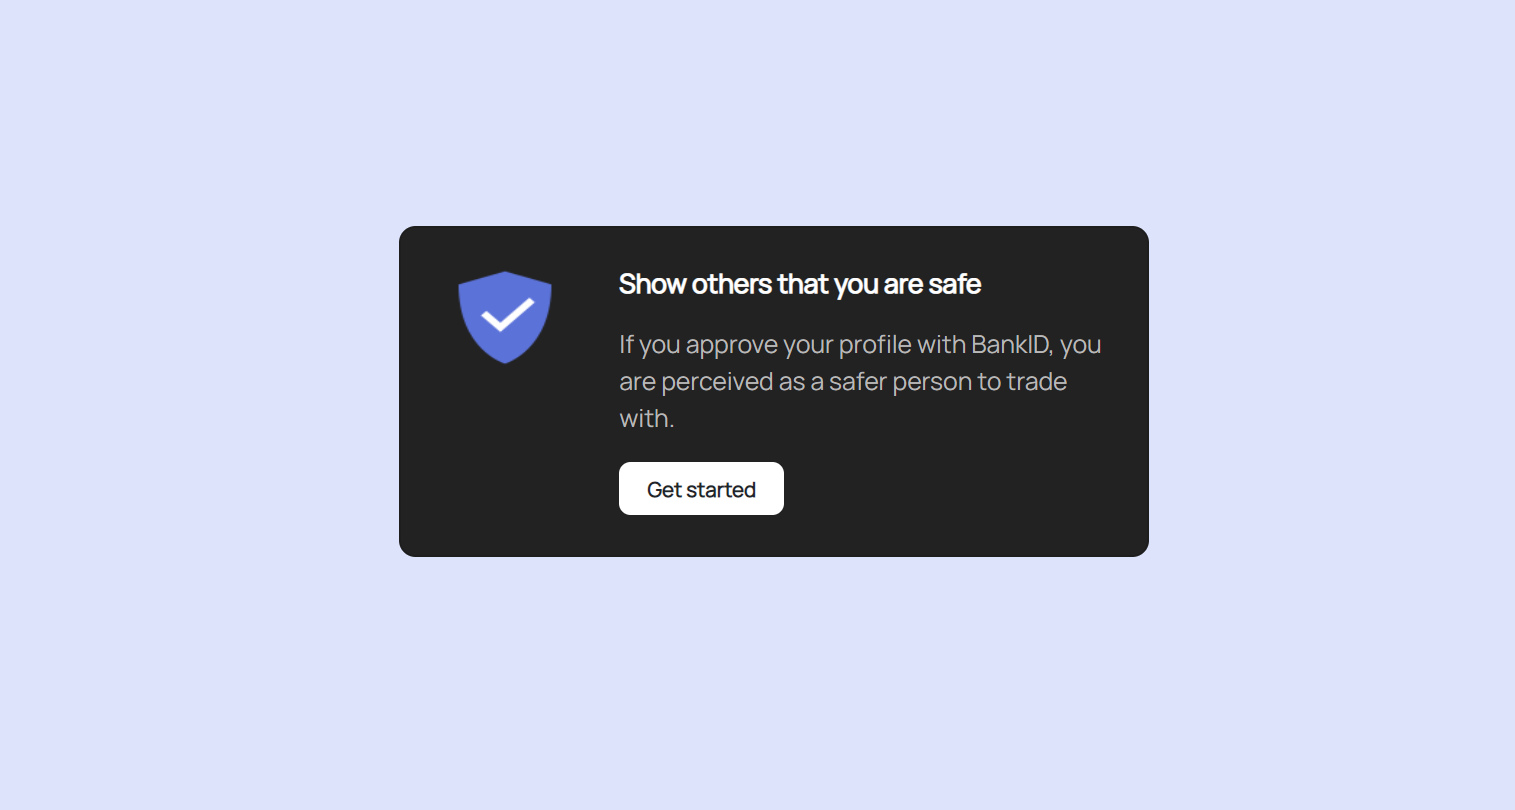 Show others that you are safe
If you approve your profile with BankID, you
are perceived as a safer person to trade
with.
Get started